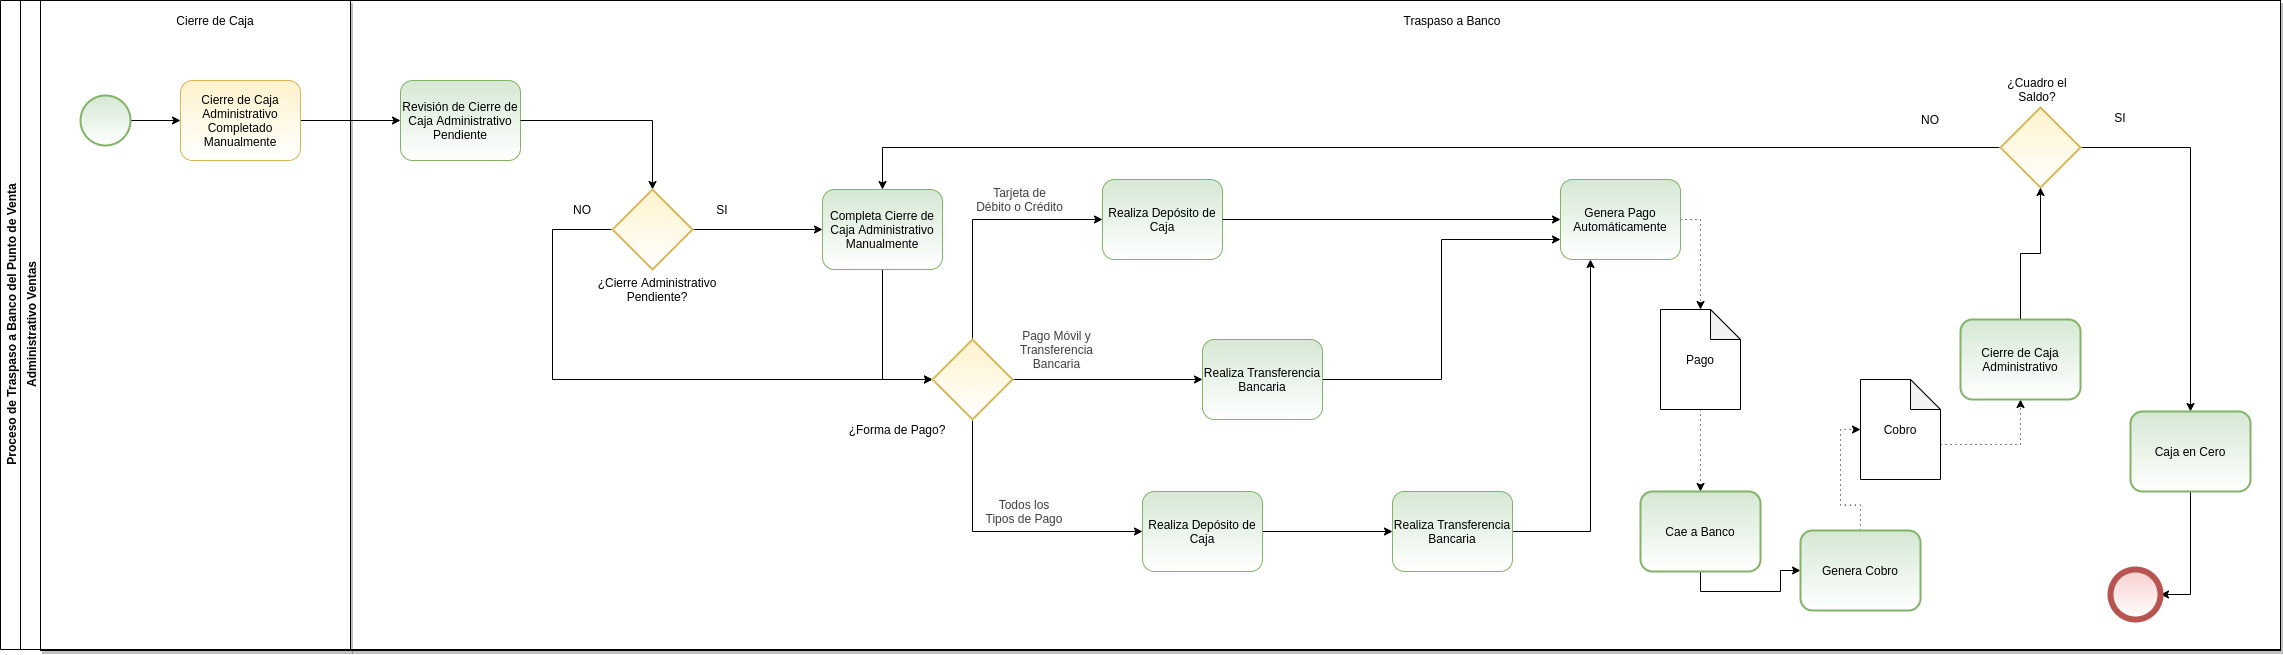 Proceso de Traspaso a Banco del Punto de Venta
Administrativo Ventas
Cierre de Caja
Traspaso a Banco
Cierre de Caja
Administrativo
Completado
Manualmente
Revisión de Cierre de
Caja Administrativo
Pendiente
NO
SI
¿Cierre Administrativo
Pendiente?
Completa Cierre de
Caja Administrativo
Manualmente
¿Forma de Pago?
Tarjeta de
Débito o Crédito
Realiza Depósito de
Caja
Pago Móvil y
Transferencia
Bancaria
Realiza Transferencia
Bancaria
Todos los
Tipos de Pago
Realiza Depósito de
Caja
Realiza Transferencia
Bancaria
Genera Pago
Automáticamente
Pago
Cae a Banco
Genera Cobro
Cobro
Cierre de Caja
Administrativo
¿Cuadro el
Saldo?
NO
SI
Caja en Cero